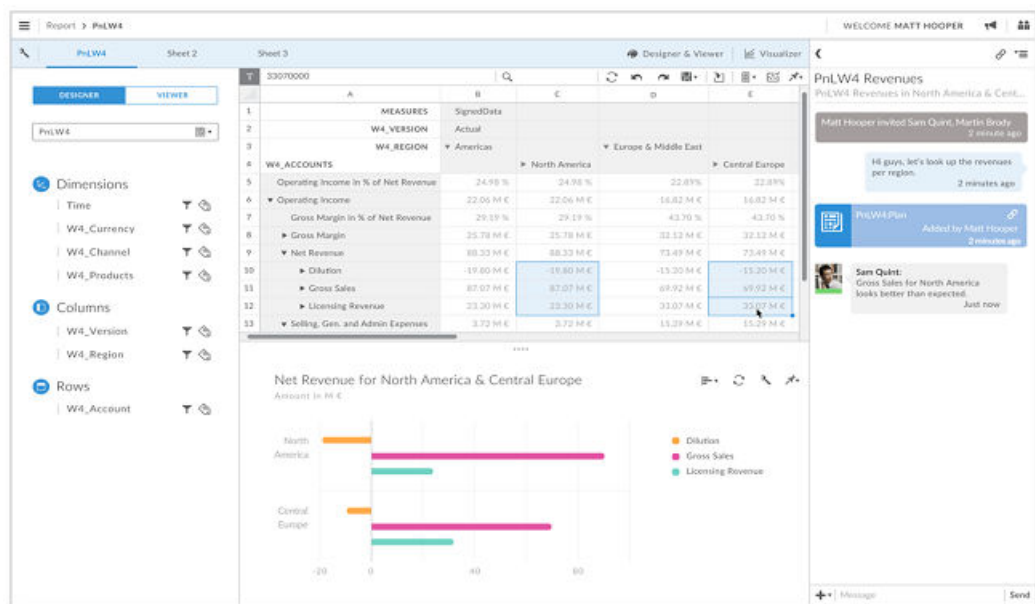 Report > PnLW4
WELCOME MATT HOOPER
PnLW4 Sheet 2 Sheet 3 Designer & Viewer Visualizer
DESIGNER VIEWER
PnLW4
Dimensions
Time
W4_Currency
W4_Channel
W4_Products
Columns
W4_Version
W4_Region
Rows
W4_Account
33070000
A B C D E
1 MEASURES SignedData
2 W4_VERSION Actual
3 W4_REGION Americas Europe & Middle East
4 W4_ACCOUNTS North America Central Europe
5 Operating Income in % of Net Revenue 24.98 % 24.98 % 22.89% 22.89%
6 Operating Income 22.06 M € 22.06 M € 16.82 M € 16.82 M €
7 Gross Margin in % of Net Revenue 29.19 % 29.19 % 43.70 % 43.70 %
8 Gross Margin 25.78 M € 25.78 M € 32.12 M € 32.12 M €
9 Net Revenue 88.33 M € 88.33 M € 73.49 M € 73.49 M €
10 Dilution -19.80 M € -19.80 M € -15.20 M € -15.20 M €
11 Gross Sales 87.07 M € 87.07 M € 69.92 M € 69.92 M €
12 Licensing Revenue 23.30 M € 23.30 M € 33.07 M € 33.07 M €
13 Selling, Gen. and Admin Expenses 3.72 M € 3.72 M € 15.29 M € 15.29 M €
Net Revenue for North America & Central Europe
Amount in M €
North
America
Central
Europe
-20 0 40 80
Dilution
Gross Sales
Licensing Revenue
PnLW4 Revenues
PnLW4 Revenues in North America & Cent...
Matt Hooper invited Sam Quint, Martin Brody
2 minute ago
Hi guys, let's look up the revenues
per region.
2 minutes ago
PnLW4 Plan
Added by Matt Hooper
2 minutes ago
Sam Quint:
Gross Sales for North America
looks better than expected.
Just now
Message Send